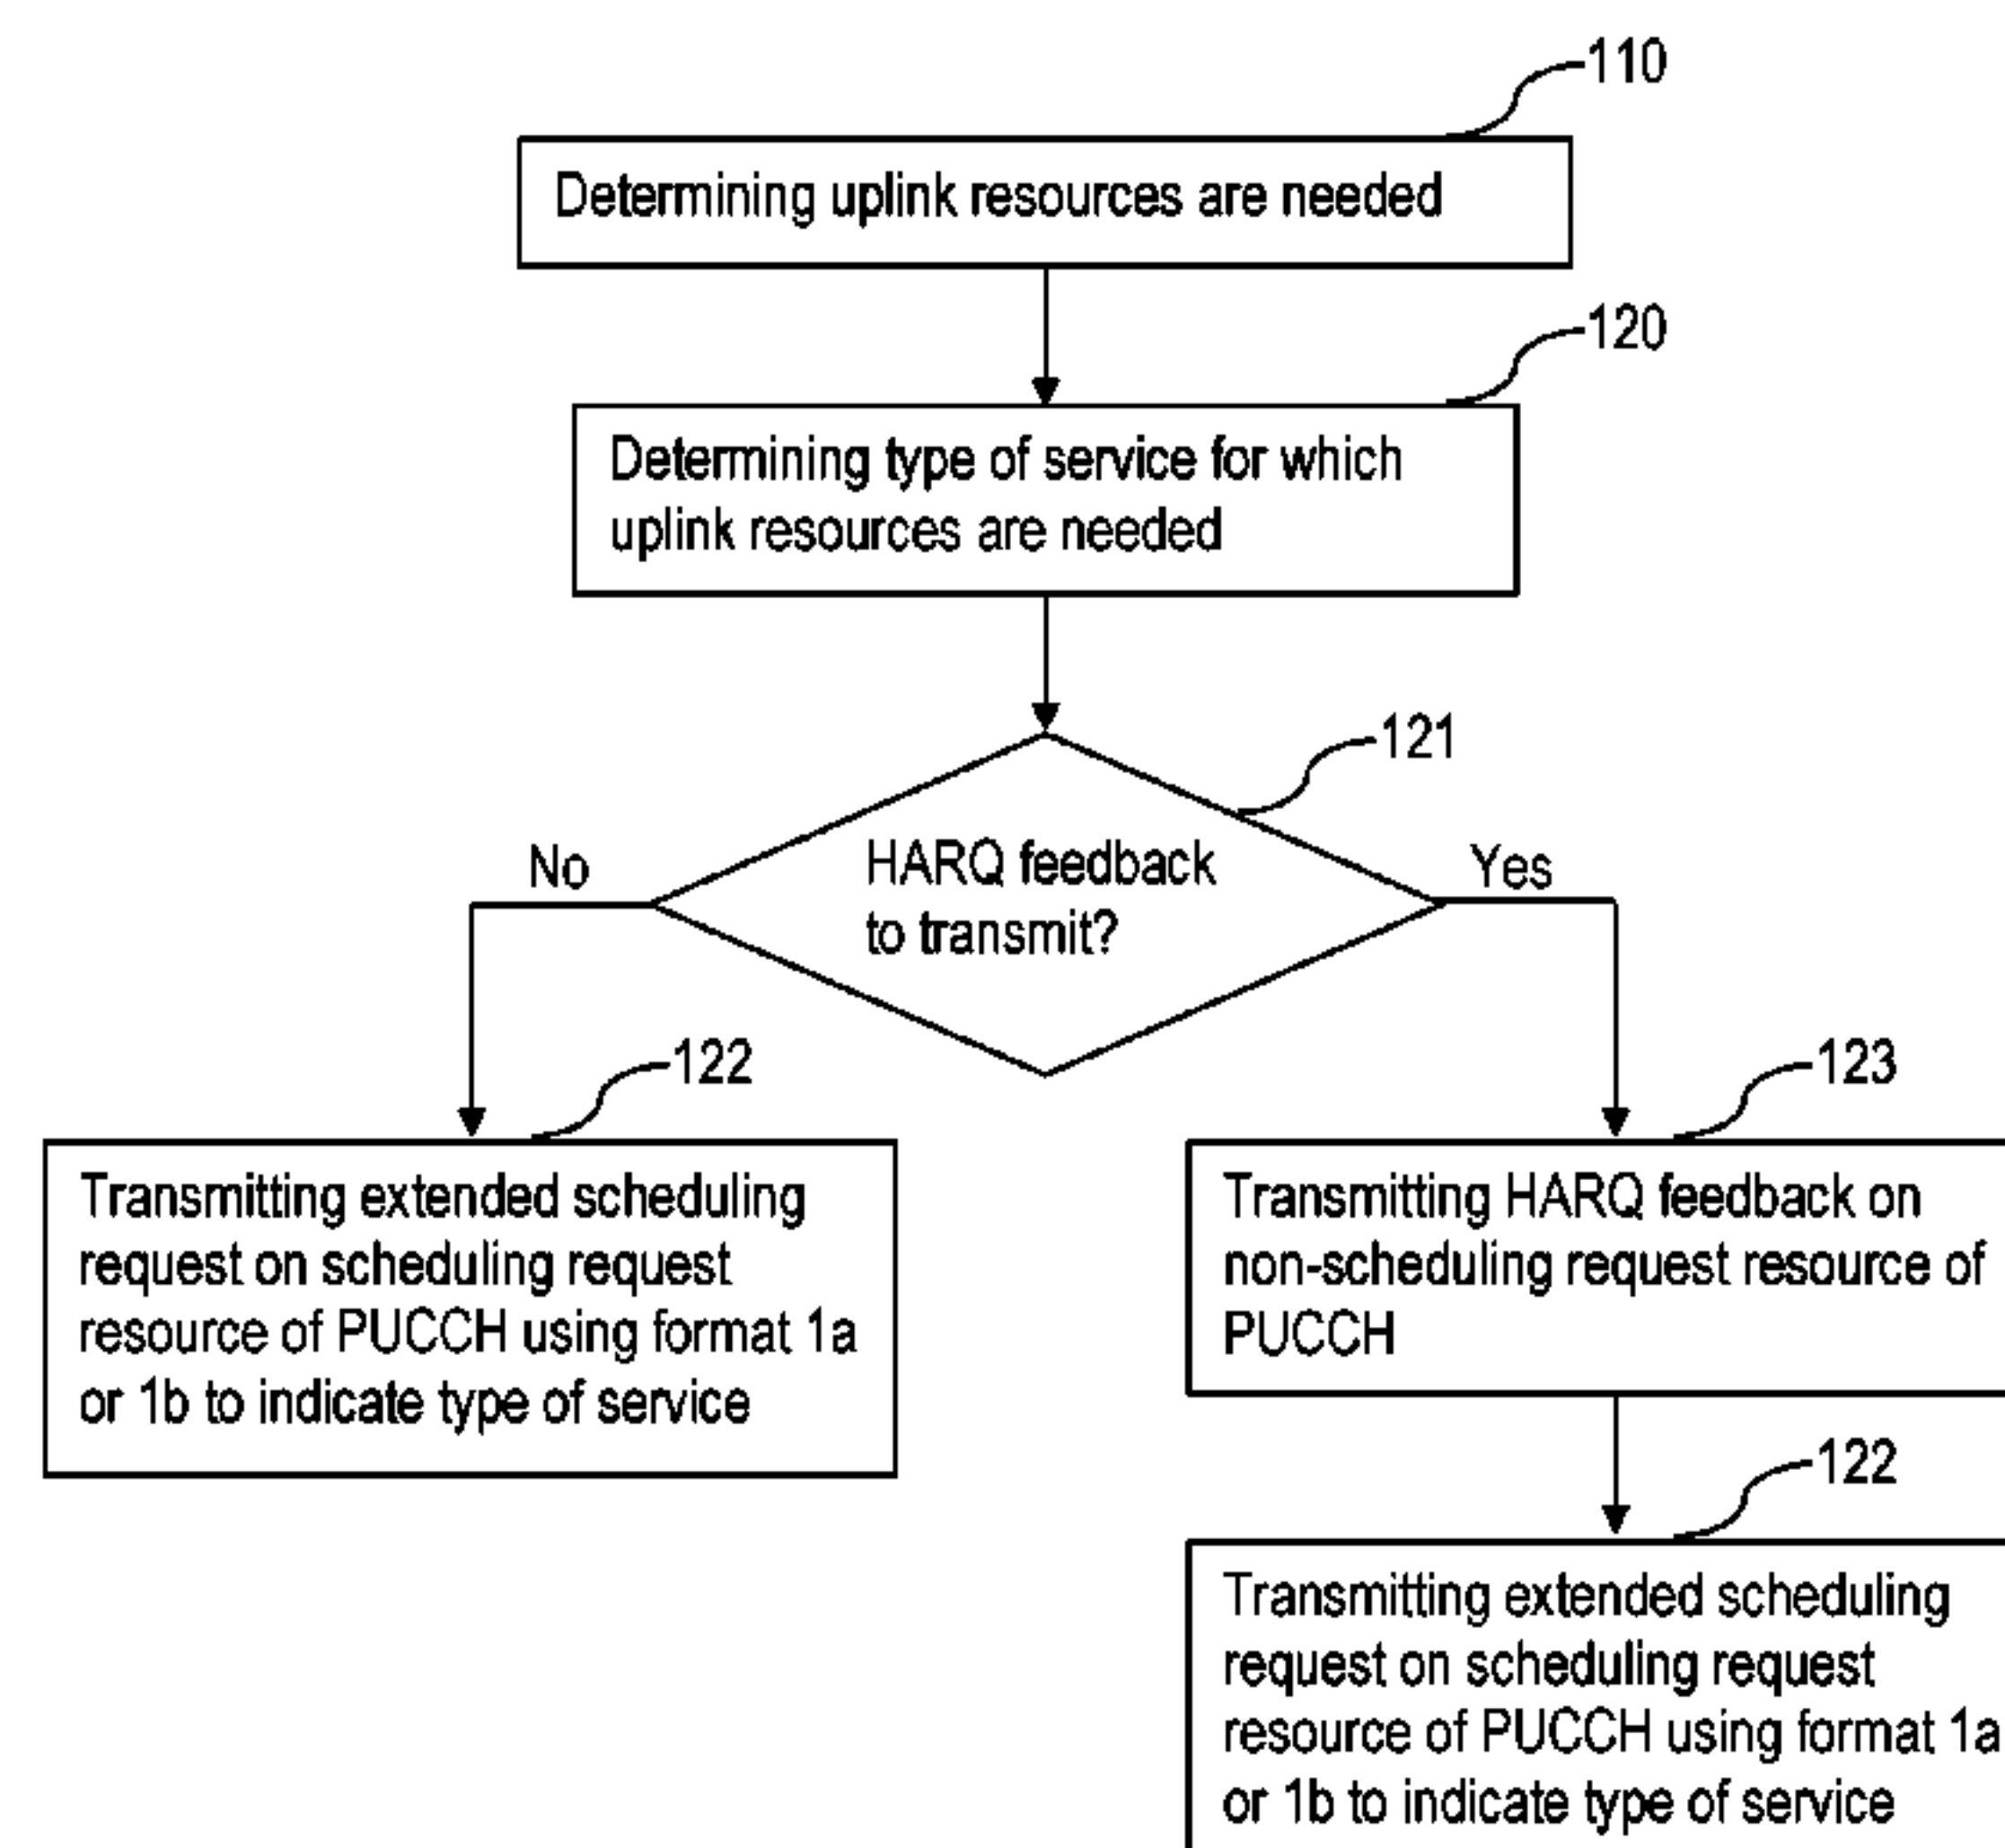 110
Determining uplink resources are needed
120
Determining type of service for which
uplink resources are needed
121
HARQ feedback
to transmit?
No
Yes
122
Transmitting extended scheduling
request on scheduling request
resource of PUCCH using format 1a
or 1b to indicate type of service
123
Transmitting HARQ feedback on
non-scheduling request resource of
PUCCH
122
Transmitting extended scheduling
request on scheduling request
resource of PUCCH using format 1a
or 1b to indicate type of service